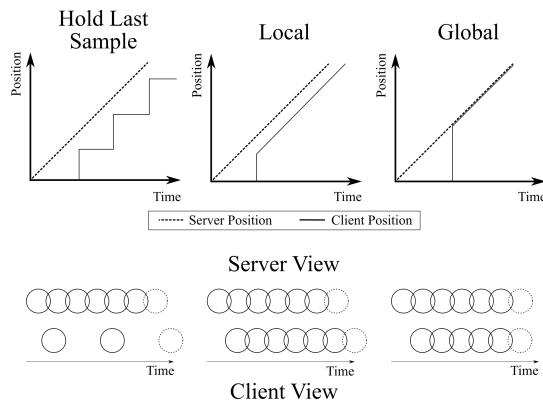 Hold Last
Sample
Local
Global
Position
Position
Position
Time
Time
Time
Server Position
Client Position
Server View
Time
Time
Time
Client View